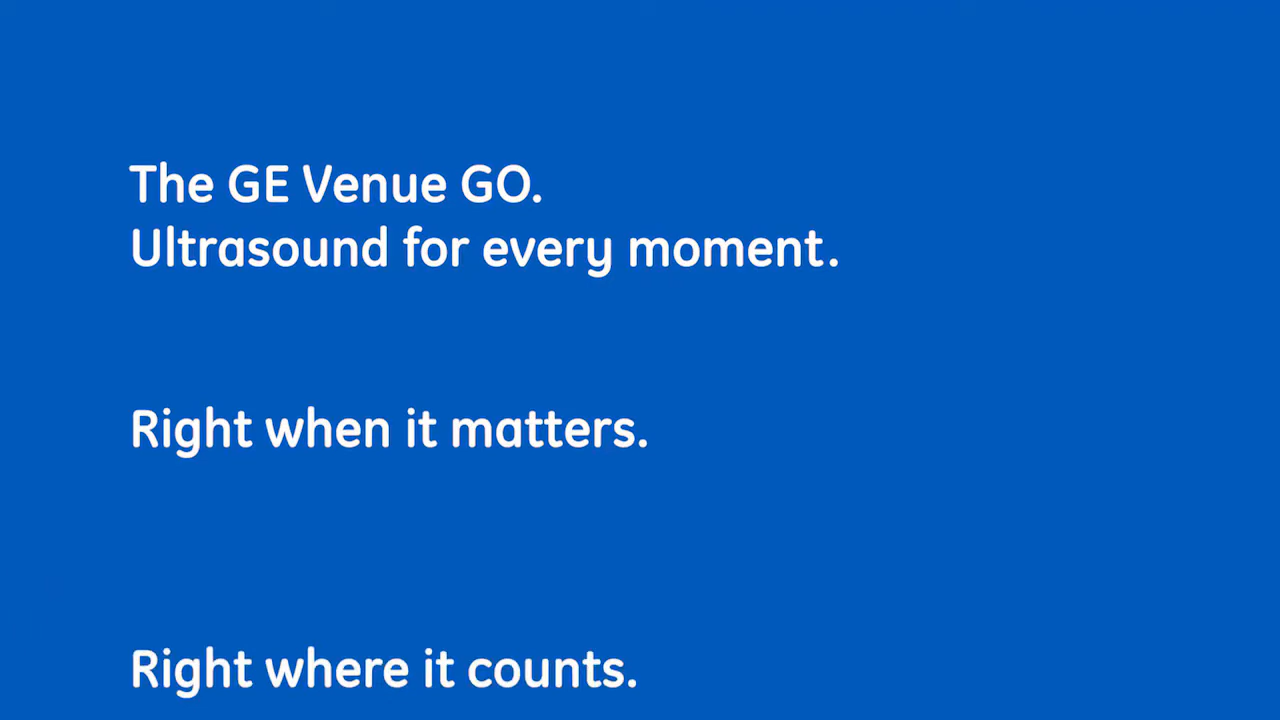 The GE Venue GO.
Ultrasound for every moment.
Right when it matters.
Right where it counts.